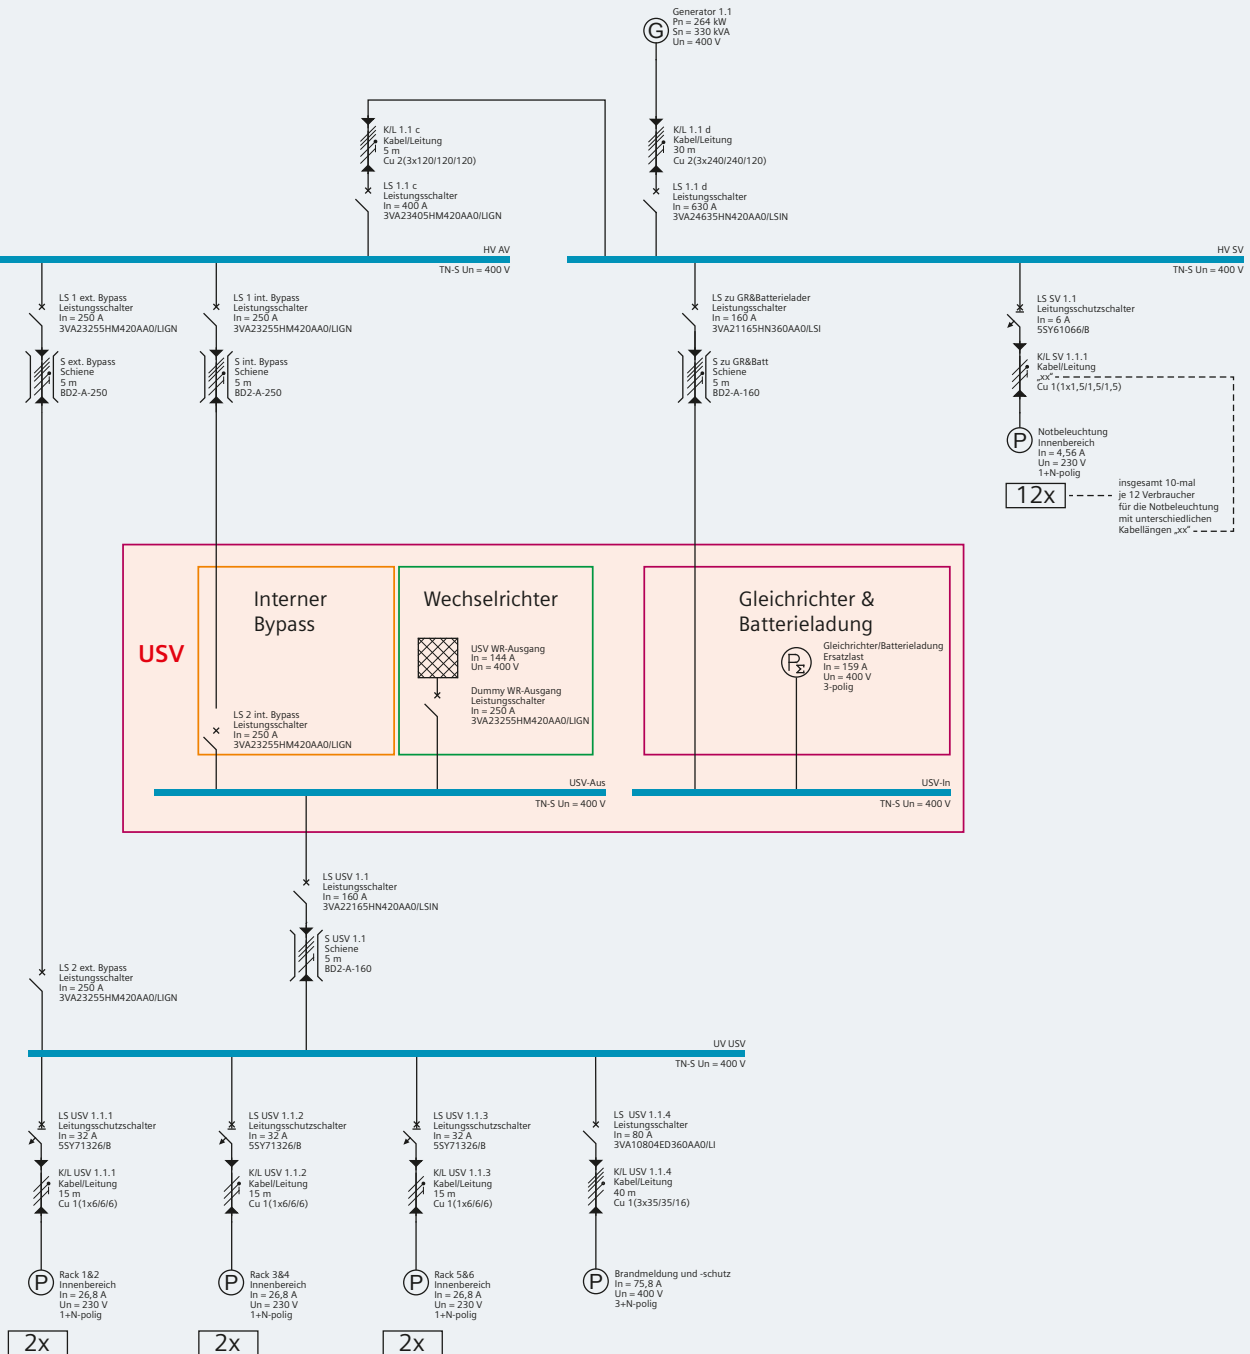 Generator 1.1
Pn = 264 kW
Sn = 330 kVA
Un = 400 V
G
K/L 1.1 c
Kabel/Leitung
5 m
Cu 2(3x120/120/120)
LS 1.1 c
Leistungsschalter
In = 400 A
3VA23405HM420AA0/LIGN
K/L 1.1 d
Kabel/Leitung
30 m
Cu 2(3x240/240/120)
LS 1.1 d
Leistungsschalter
In = 630 A
3VA24635HN420AA0/LSIN
HV AV
TN-S Un = 400 V
HV SV
TN-S Un = 400 V
LS 1 ext. Bypass
Leistungsschalter
In = 250 A
3VA23255HM420AA0/LIGN
S ext. Bypass
Schiene
5 m
BD2-A-250
LS 1 int. Bypass
Leistungsschalter
In = 250 A
3VA23255HM420AA0/LIGN
S int. Bypass
Schiene
5 m
BD2-A-250
LS zu GR&Batterielader
Leistungsschalter
In = 160 A
3VA21165HN360AA0/LSI
S zu GR&Batt
Schiene
5 m
BD2-A-160
LS SV 1.1
Leitungsschutzschalter
In = 6 A
5SY61066/B
K/L SV 1.1.1
Kabel/Leitung
„xx“
Cu 1(1x1,5/1,5/1,5)
P
Notbeleuchtung
Innenbereich
In = 4,56 A
Un = 230 V
1+N-polig
12x
insgesamt 10-mal
je 12 Verbraucher
für die Notbeleuchtung
mit unterschiedlichen
Kabellängen „xx“
USV
Interner
Bypass
LS 2 int. Bypass
Leistungsschalter
In = 250 A
3VA23255HM420AA0/LIGN
Wechselrichter
USV WR-Ausgang
In = 144 A
Un = 400 V
Dummy WR-Ausgang
Leistungsschalter
In = 250 A
3VA23255HM420AA0/LIGN
Gleichrichter &
Batterieladung
PΣ
Gleichrichter/Batterieladung
Ersatzlast
In = 159 A
Un = 400 V
3-polig
USV-Aus
TN-S Un = 400 V
USV-In
TN-S Un = 400 V
LS USV 1.1
Leistungsschalter
In = 160 A
3VA22165HN420AA0/LSIN
S USV 1.1
Schiene
5 m
BD2-A-160
LS 2 ext. Bypass
Leistungsschalter
In = 250 A
3VA23255HM420AA0/LIGN
UV USV
TN-S Un = 400 V
LS USV 1.1.1
Leitungsschutzschalter
In = 32 A
5SY71326/B
K/L USV 1.1.1
Kabel/Leitung
15 m
Cu 1(1x6/6/6)
P
Rack 1&2
Innenbereich
In = 26,8 A
Un = 230 V
1+N-polig
2x
LS USV 1.1.2
Leitungsschutzschalter
In = 32 A
5SY71326/B
K/L USV 1.1.2
Kabel/Leitung
15 m
Cu 1(1x6/6/6)
P
Rack 3&4
Innenbereich
In = 26,8 A
Un = 230 V
1+N-polig
2x
LS USV 1.1.3
Leitungsschutzschalter
In = 32 A
5SY71326/B
K/L USV 1.1.3
Kabel/Leitung
15 m
Cu 1(1x6/6/6)
P
Rack 5&6
Innenbereich
In = 26,8 A
Un = 230 V
1+N-polig
2x
LS USV 1.1.4
Leistungsschalter
In = 80 A
3VA10804ED360AA0/LI
K/L USV 1.1.4
Kabel/Leitung
40 m
Cu 1(3x35/35/16)
P
Brandmeldung und -schutz
In = 75,8 A
Un = 400 V
3+N-polig